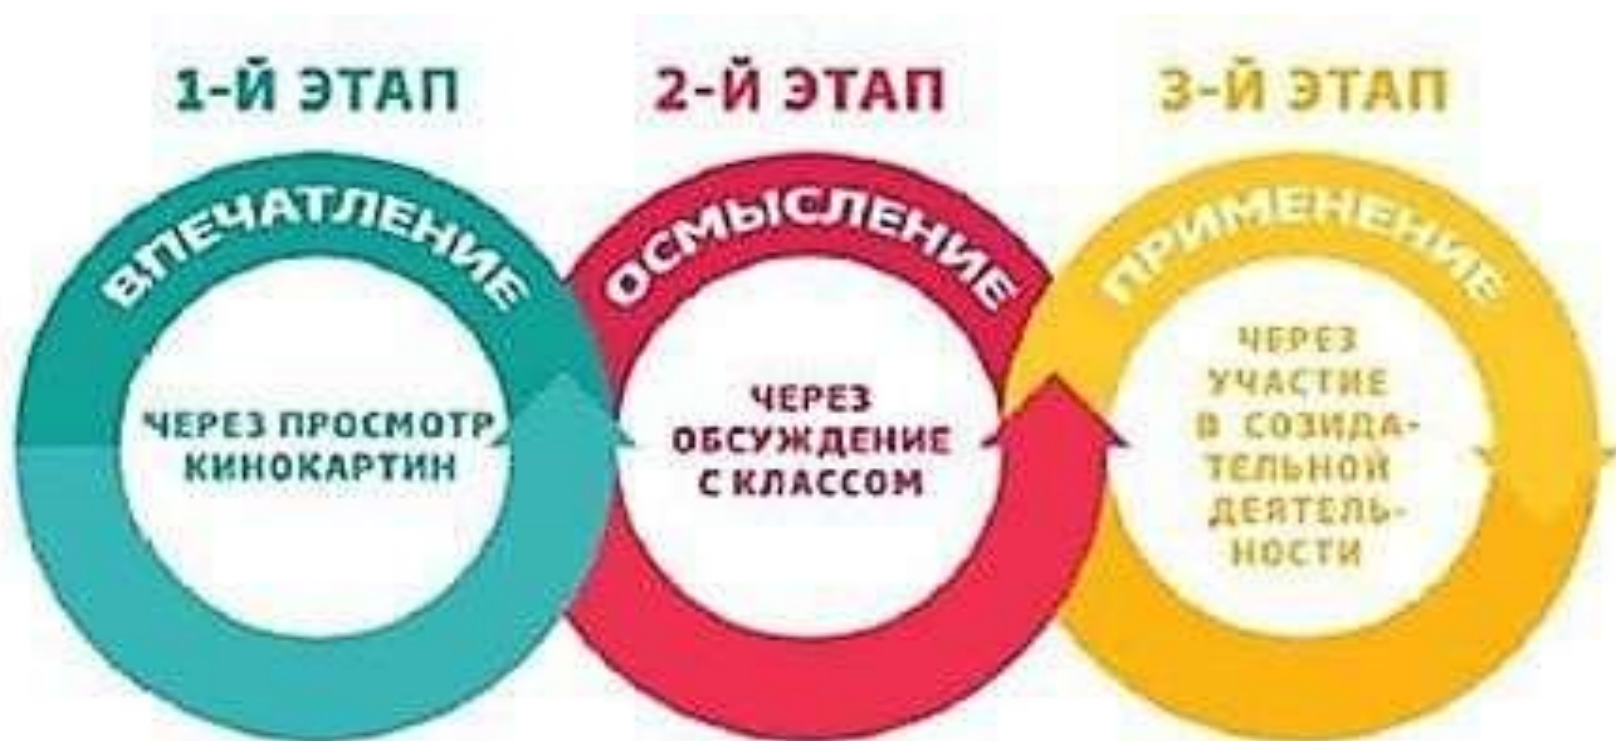 1-Й ЭТАП
ВПЕЧАТЛЕНИЕ
ЧЕРЕЗ ПРОСМОТР
КИНОКАРТИН
2-Й ЭТАП
ОСМЫСЛЕНИЕ
ЧЕРЕЗ
ОБСУЖДЕНИЕ
С КЛАССОМ
3-Й ЭТАП
ПРИМЕНЕНИЕ
ЧЕРЕЗ
УЧАСТИЕ
В СОЗИДА-
ТЕЛЬНОЙ
ДЕЯТЕЛЬ-
НОСТИ